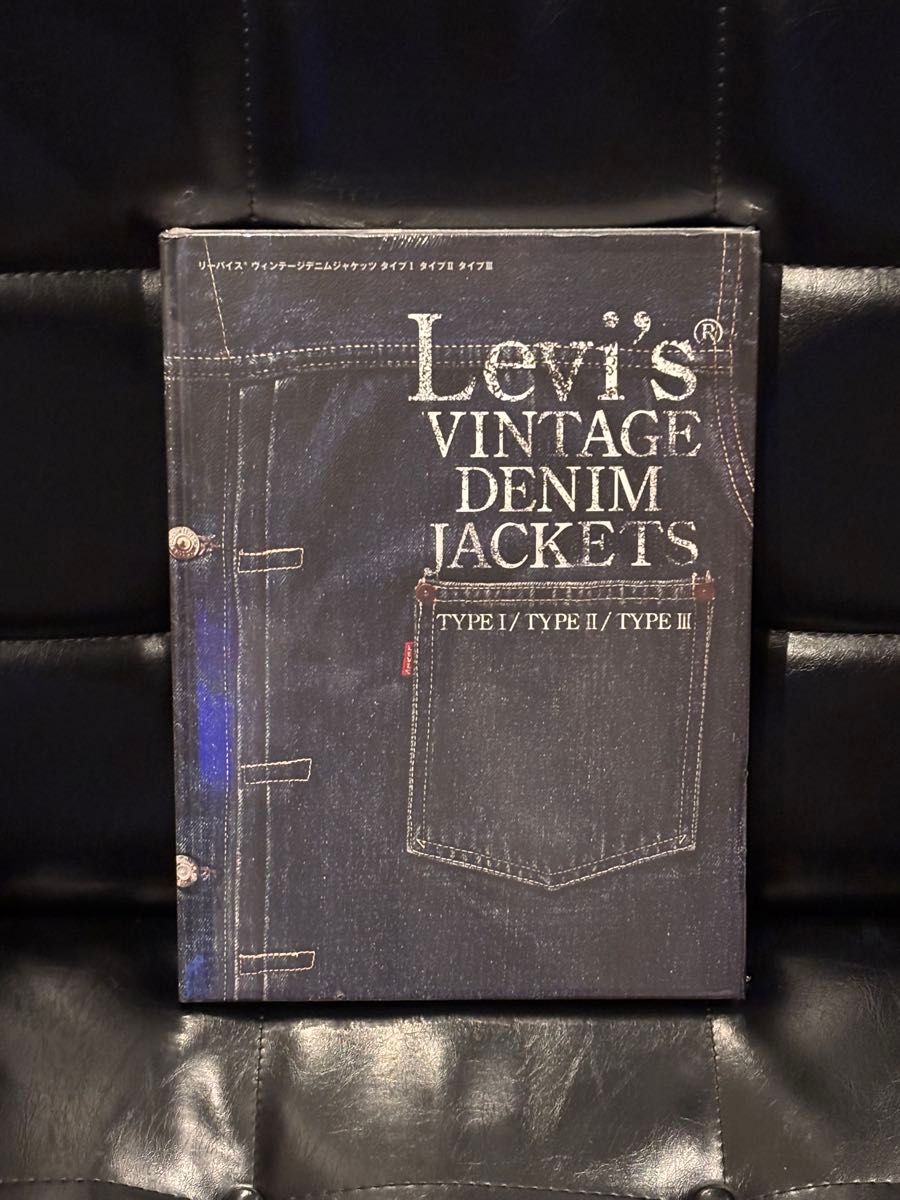 リーバイス® ヴィンテージデニムジャケッツ タイプⅠ タイプⅡ タイプⅢ
Levi's®
VINTAGE
DENIM
JACKETS
TYPE Ⅰ/ TYPE Ⅱ/ TYPE Ⅲ
LEVI'S